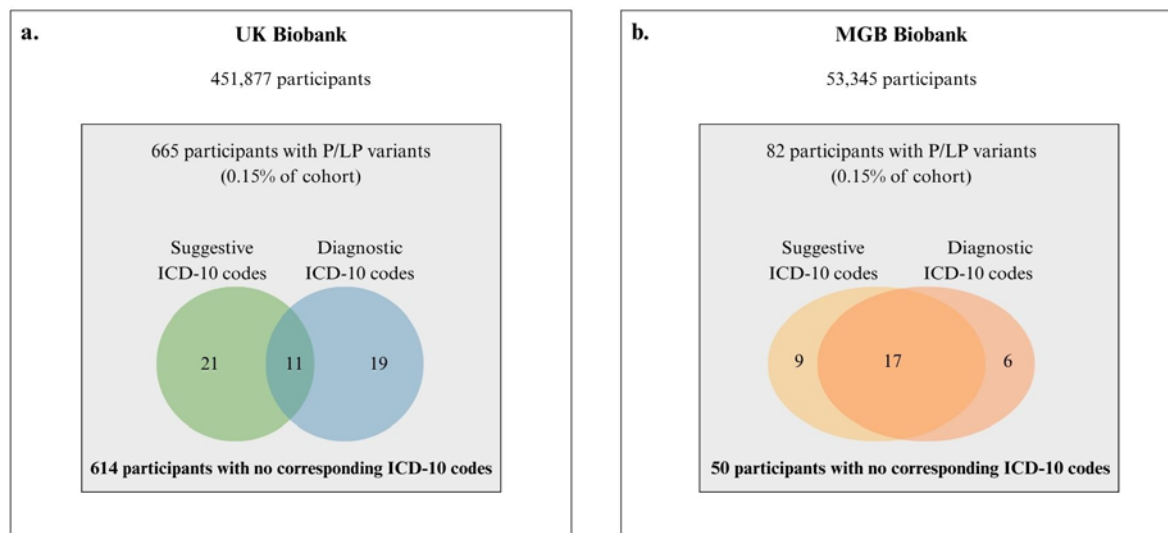 a.
UK Biobank
451,877 participants
665 participants with P/LP variants
(0.15% of cohort)
Suggestive
ICD-10 codes
Diagnostic
ICD-10 codes
21
11
19
614 participants with no corresponding ICD-10 codes
b.
MGB Biobank
53,345 participants
82 participants with P/LP variants
(0.15% of cohort)
Suggestive
ICD-10 codes
Diagnostic
ICD-10 codes
9
17
6
50 participants with no corresponding ICD-10 codes